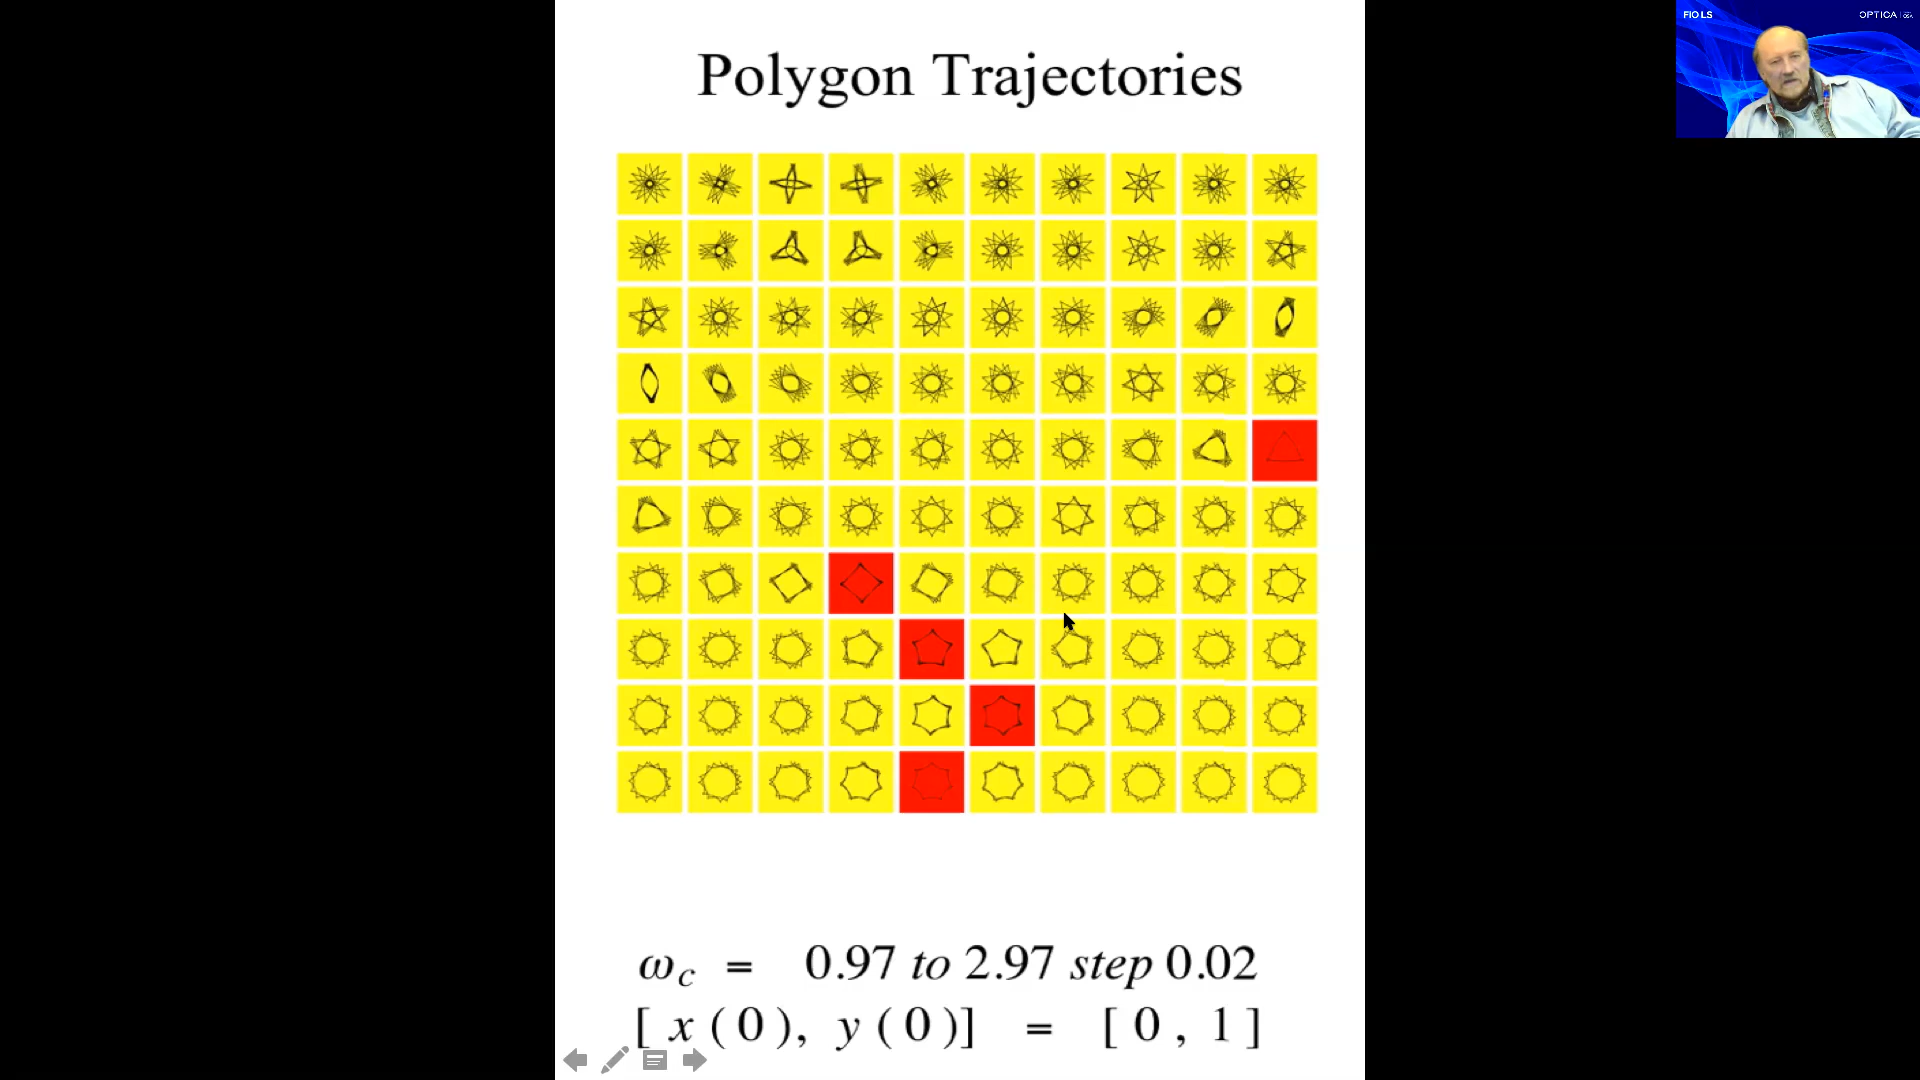 Polygon Trajectories
FIO LS
OPTICA
ω_c = 0.97 to 2.97 step 0.02
[ x ( 0 ), y ( 0 )] = [ 0 , 1 ]